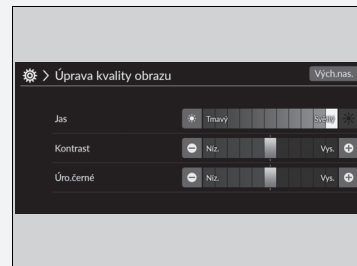 Úprava kvality obrazu Vých.nas.
Jas Tmavý Světlý
Kontrast Níz. Vys.
Úro.černé Níz. Vys.